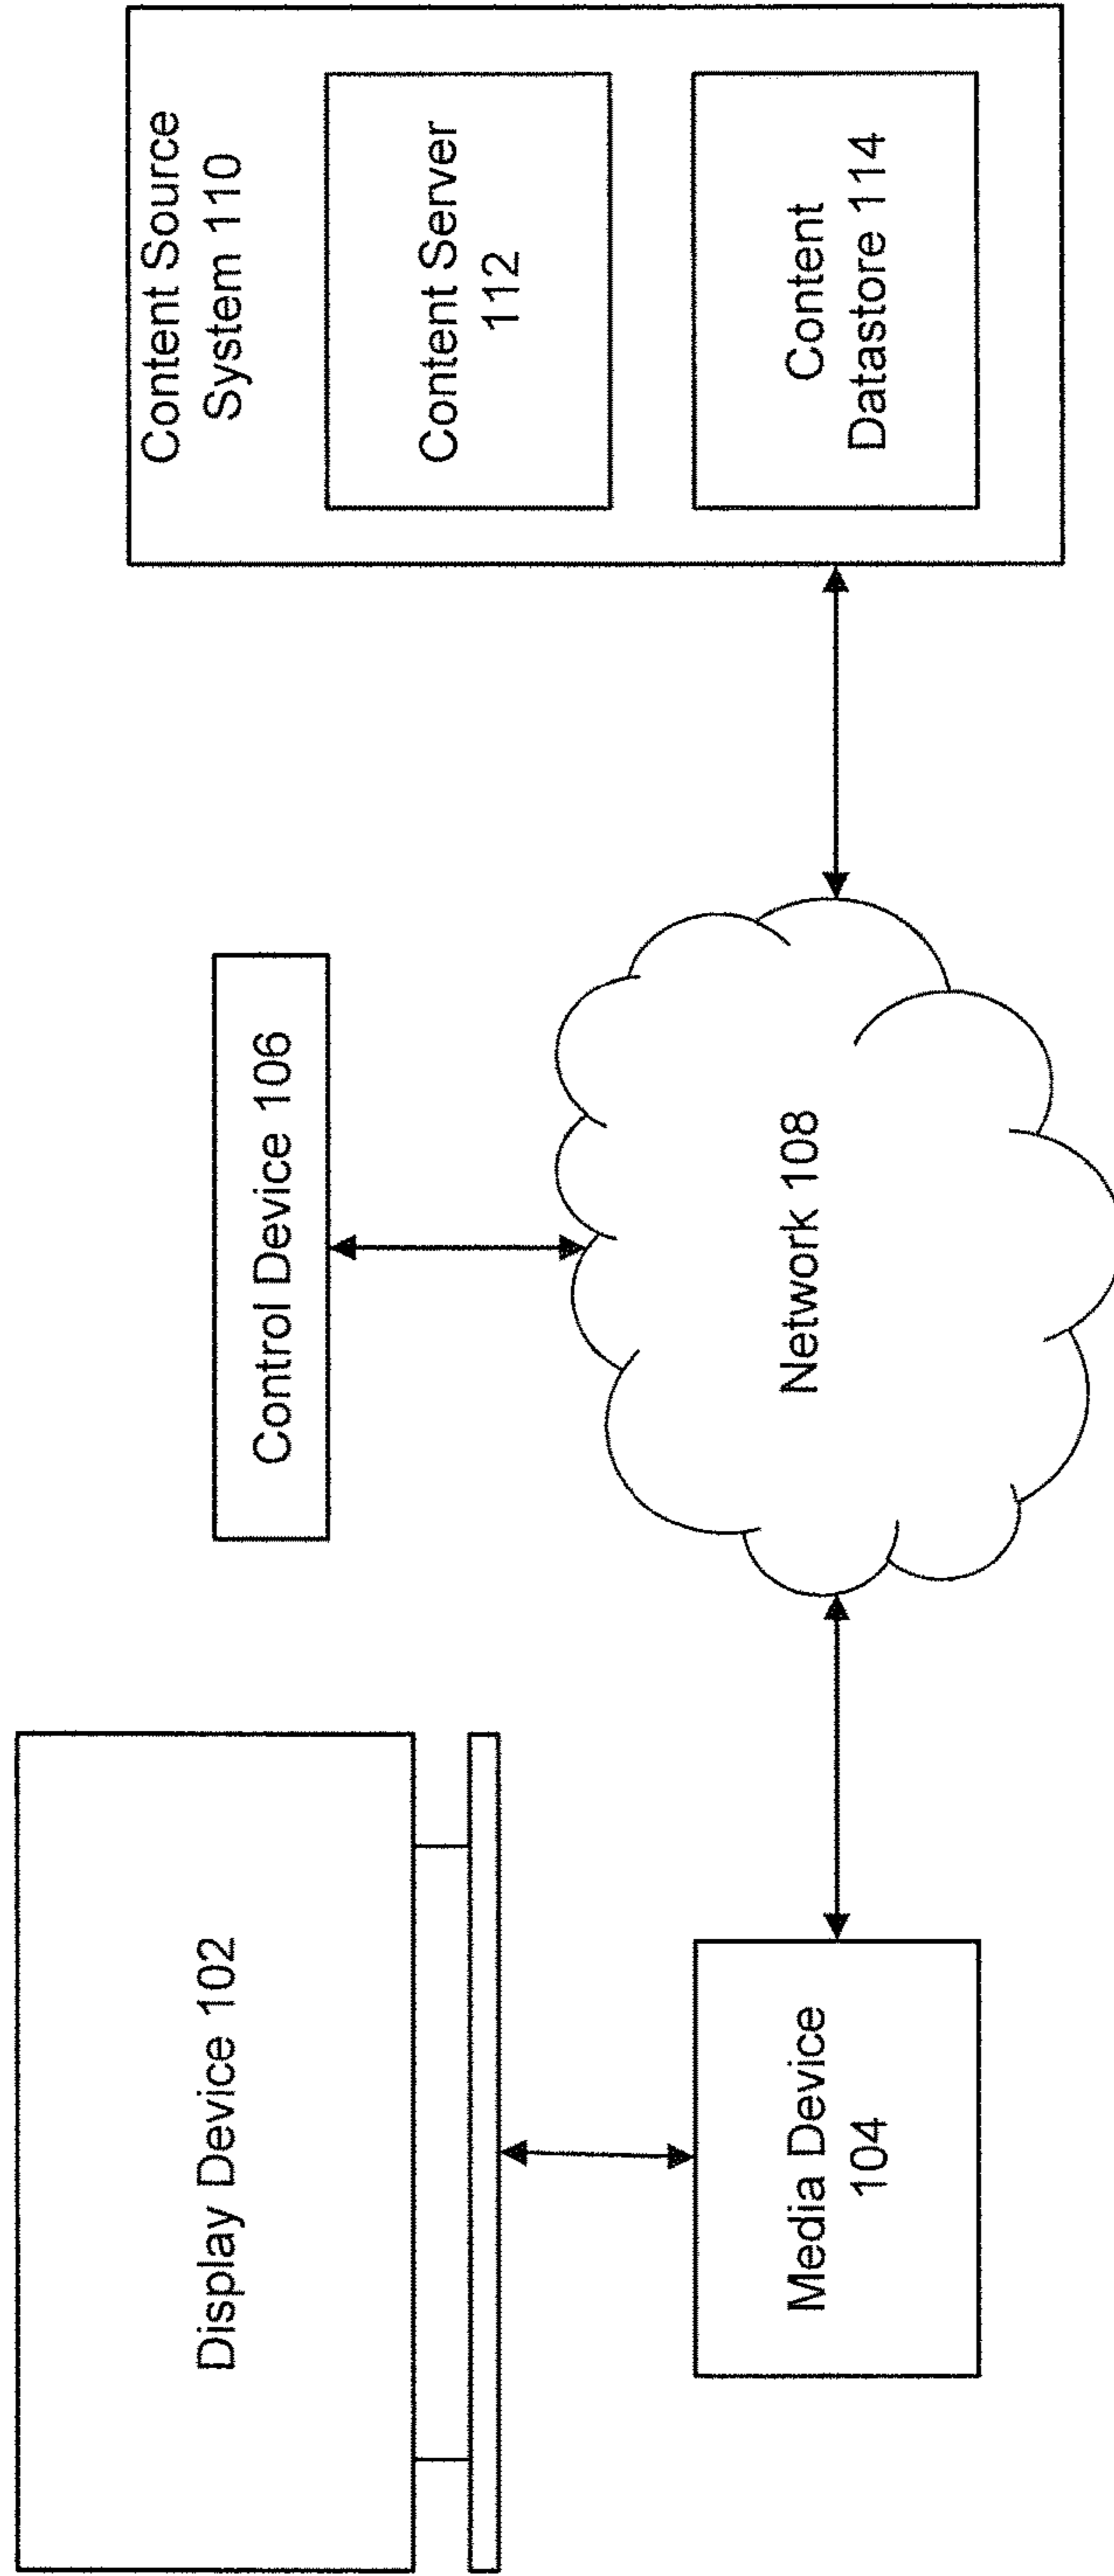 Display Device 102
Media Device
104
Control Device 106
Network 108
Content Source
System 110
Content Server
112
Content
Datastore 114